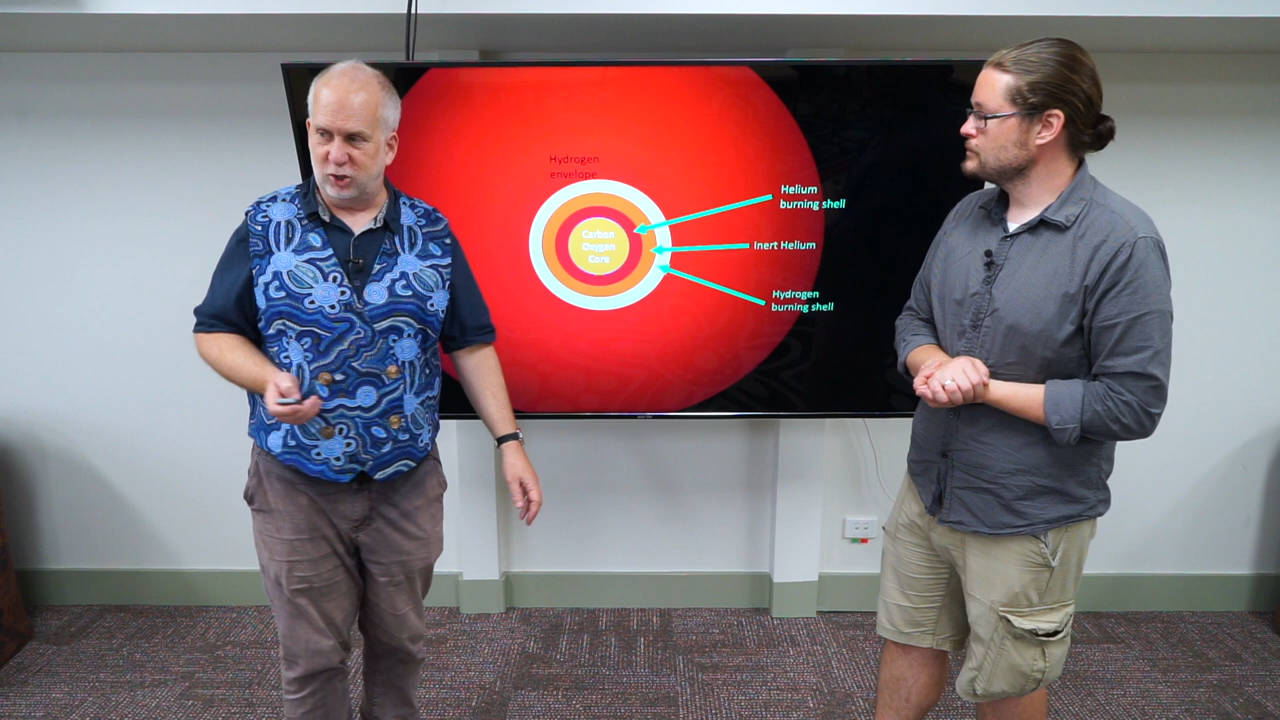 Hydrogen
envelope
Helium
burning shell
Carbon
Oxygen
Core
Inert Helium
Hydrogen
burning shell